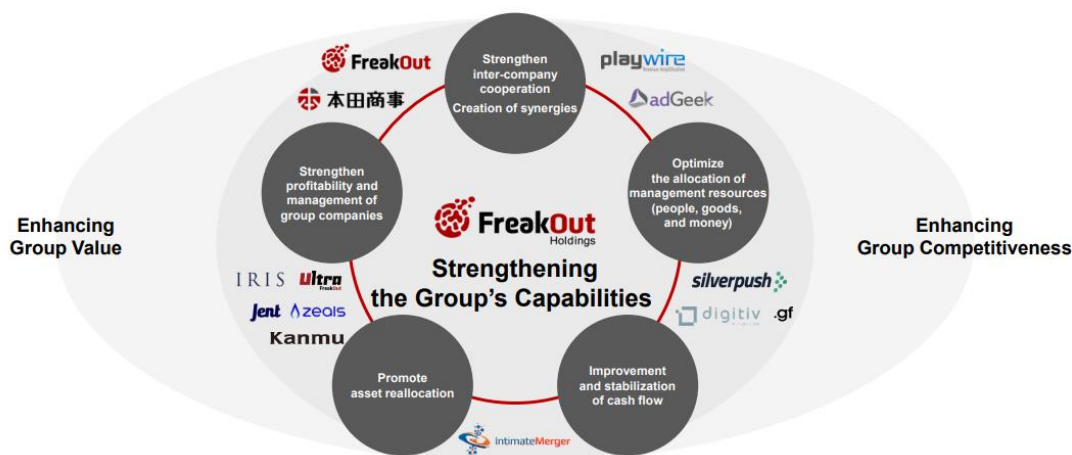 FreakOut
本田商事
Strengthen
inter-company
cooperation
Creation of synergies
playwire
adGeek
Strengthen
profitability and
management of
group companies
Optimize
the allocation of
management resources
(people, goods,
and money)
Enhancing
Group Value
FreakOut
Holdings
Strengthening
the Group's Capabilities
Enhancing
Group Competitiveness
IRIS
Ultra
FreakOut
Jent
zeals
Kanmu
silverpush
digitiv
.gf
Promote
asset reallocation
Improvement
and stabilization
of cash flow
IntimateMerger